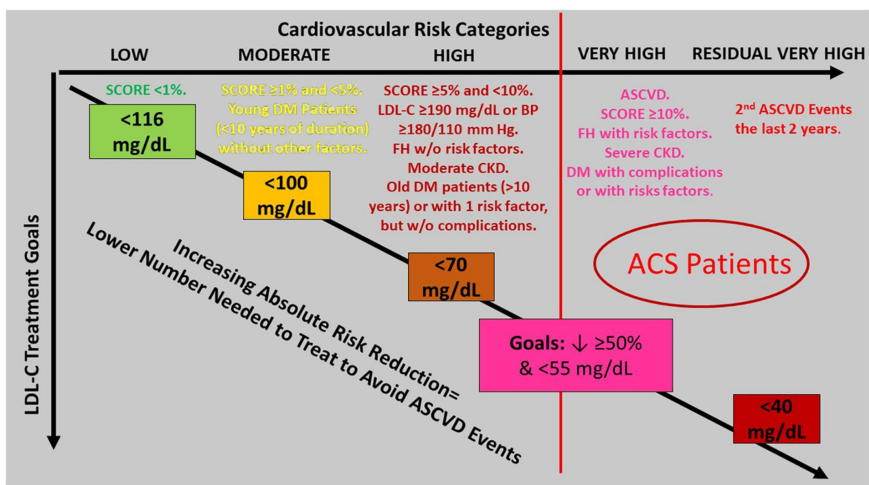 Cardiovascular Risk Categories
LOW
MODERATE
HIGH
VERY HIGH
RESIDUAL VERY HIGH
SCORE <1%.
SCORE ≥1% and <5%.
Young DM Patients
(<10 years of duration)
without other factors.
SCORE ≥5% and <10%.
LDL-C ≥190 mg/dL or BP
≥180/110 mm Hg.
FH w/o risk factors.
Moderate CKD.
Old DM patients (>10
years) or with 1 risk factor,
but w/o complications.
ASCVD.
SCORE ≥10%.
FH with risk factors.
Severe CKD.
DM with complications
or with risks factors.
2nd ASCVD Events
the last 2 years.
<116
mg/dL
<100
mg/dL
<70
mg/dL
ACS Patients
Goals: ↓ ≥50%
& <55 mg/dL
<40
mg/dL
Increasing Absolute Risk Reduction=
Lower Number Needed to Treat to Avoid ASCVD Events
LDL-C Treatment Goals